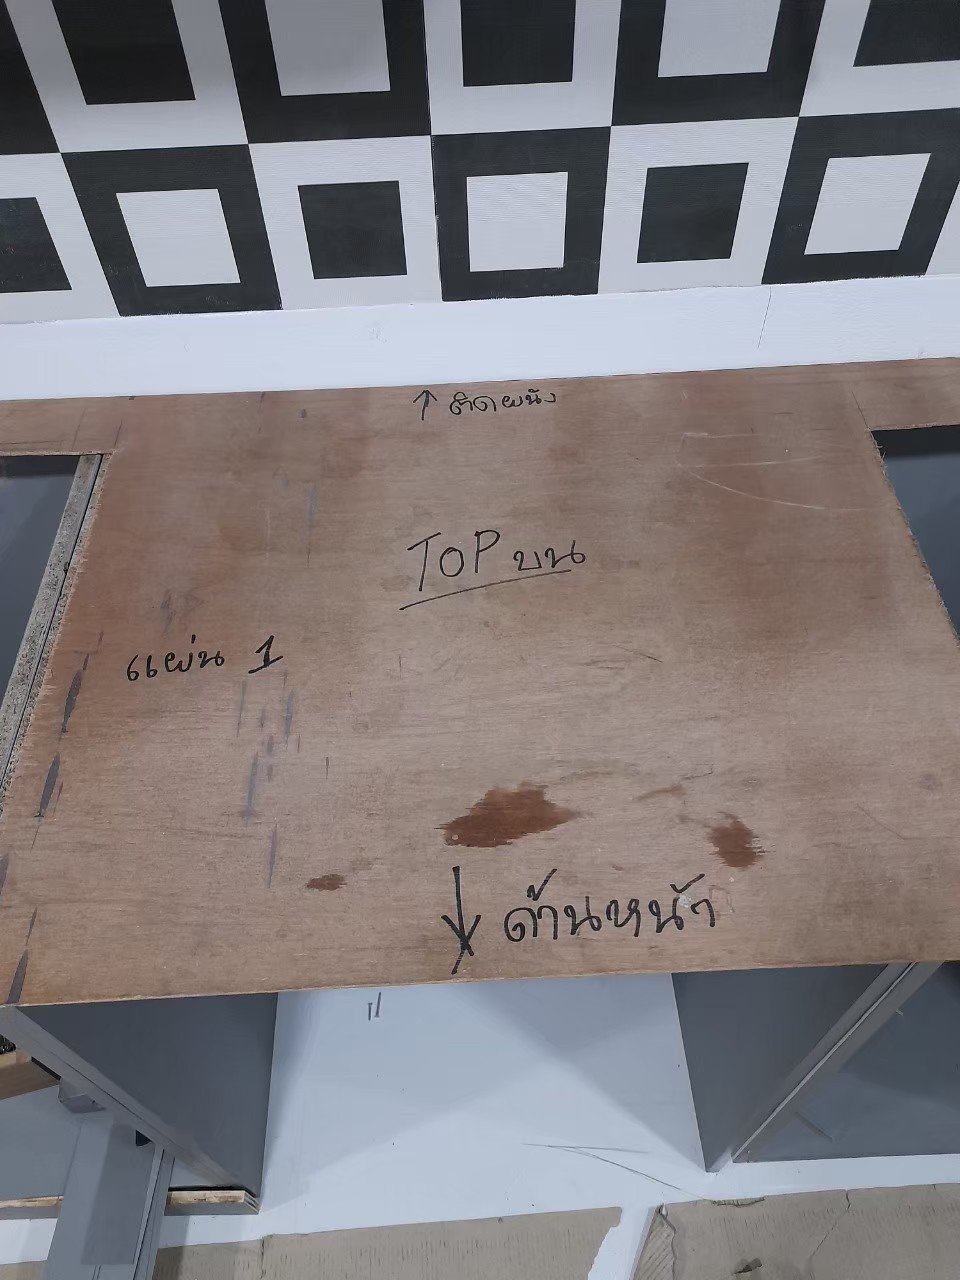 ↑ ติดผนัง
TOP บน
แผ่น 1
↓ ด้านหน้า